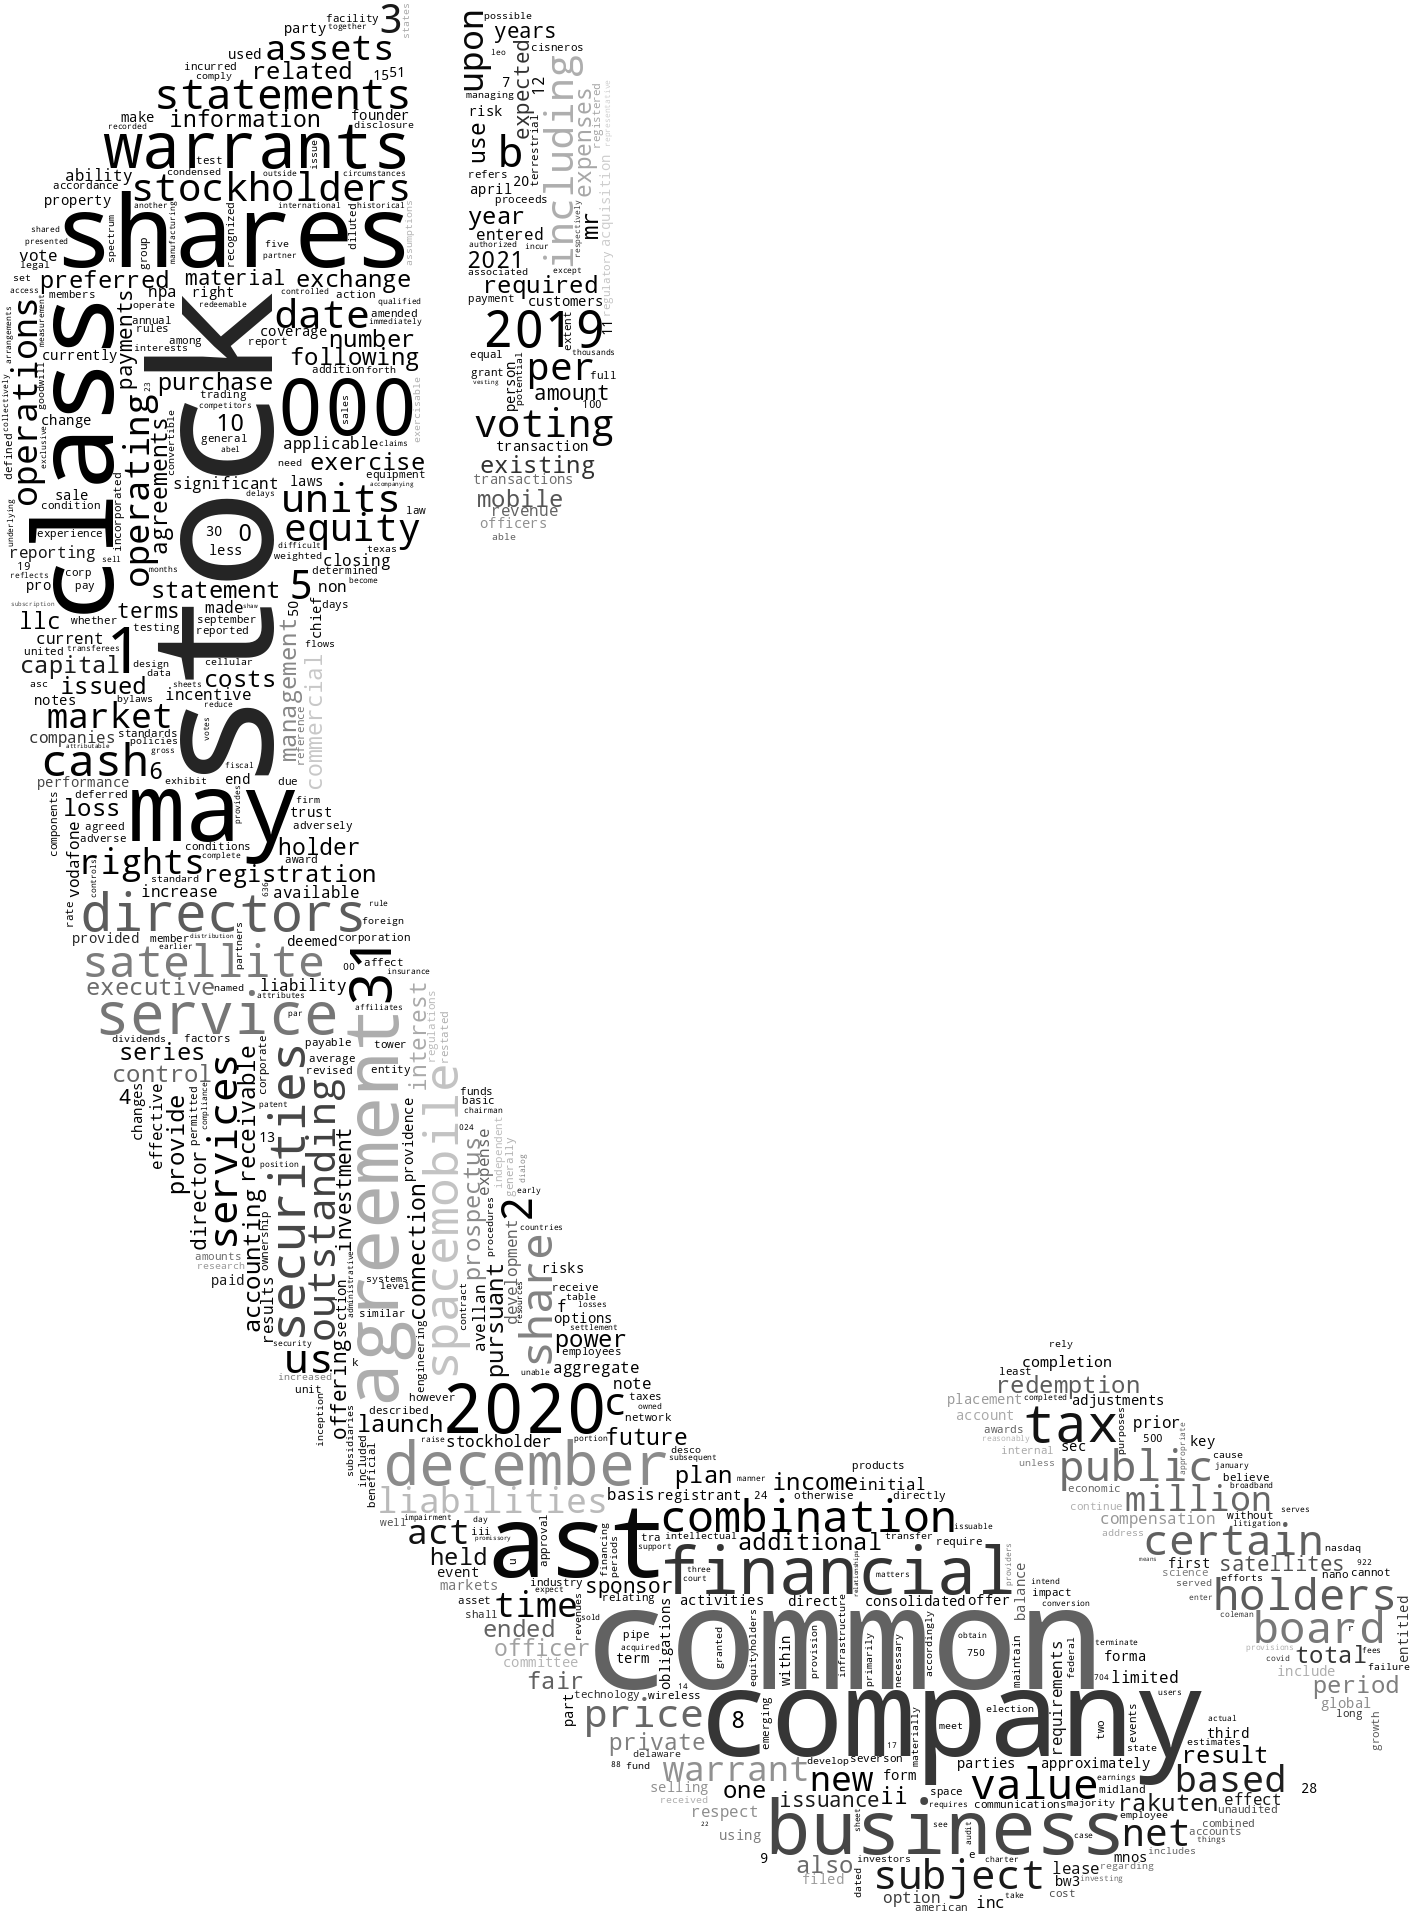 possible
facility 3 states
party together
upon years
used assets cisneros
leo
incurred related 15 51
comply
expected 7 12
managing
statements
including
make information founder
recorded disclosure
risk expenses registered representative
warrants
use b terrestrial
test issue
condensed outside circumstances
refers
ability stockholders
accordance
april 20
property another international historical
proceeds
shares
spectrum group manufacturing recognized five partner diluted assumptions
shared
presented
vote
legal
year mr respectively acquisition regulatory
entered
authorized incur
2021
set preferred material exchange
associated except
access members npa right controlled action
required
operate redeemable qualified
payment customers
arrangements operations measurement class payments annual rules stock date amended immediately
2019 extent 11
among coverage report number
currently interests following
equal thousands
goodwill 23 purchase addition forth
per full
grant person potential
vesting
collectively trading 000 sales exercisable
competitors
amount 100
change operating convertible 10 general abel applicable claims
voting
defined exclusive agreements need exercise
transaction
existing
equipment
accompanying
significant laws
transactions
sale delays units law
mobile
condition incorporated
revenue
underlying 30 0 equity
officers
experience less
able
reporting sell difficult texas
weighted closing
19 corp months determined
reflects pro pay statement 5 non become
subscription terms made shaw 50 chief days
llc whether september
current testing reported flows
united transferees 1
capital design cellular management commercial
asc data sheets costs
issued incentive
notes bylaws reduce
market votes reference
companies standards
attributable policies
gross
cash 6 fiscal
performance exhibit end due
deferred may provides firm
components loss trust
agreed adversely
adverse
vodafone conditions holder
complete
rights award
controls standard registration
increase 636 available
rate directors rule
foreign
provided member distribution partners deemed corporation
earlier
satellite 00 31 affect
insurance
executive named liability
attributes
service par affiliates interest regulations restated
dividends factors payable agreement tower
series corporate average
control revised entity
4 changes effective permitted compliance services receivable securities outstanding spacemobile funds
basic
chairman
provide patent providence 024 independent generally dialog
13 investment prospectus expense
director position early
connection 2 countries
accounting ownership procedures development share
amounts risks
research
paid results administrative systems level contract resources receive
table
losses
section similar avellan pursuant f options
settlement
security engineering power rely
employees
us k unable aggregate completion
least
increased
unit offering however 2020 note redemption
placement completed adjustments
taxes
owned
described c
inception launch network account tax purposes prior
awards
subsidiaries raise stockholder portion future reasonably 500 key
internal sec
included december desco
subsequent
products unless public appropriate cause
january
beneficial plan manner income initial economic believe
broadband
liabilities basis registrant 24 otherwise directly continue million
compensation serves
without
litigation
well impairment day combination issuable address
act iii promissory ast tra intellectual transfer certain nasdaq
held approval financing periods support additional require means
event u financial three court relationships matters providers first satellites 922
science nano cannot
markets industry
expect sponsor intend served efforts
asset relating activities direct consolidated offer balance impact enter holders
shall time revenues sold conversion coleman
ended pipe obligations common obtain board r entitled
officer acquired equityholders granted within provision infrastructure primarily necessary accordingly 750 maintain requirements federal terminate provisions fees
committee term forma covid total failure
fair 14 704 limited include
technology wireless users period
part price company election global
long
8 emerging materially meet two events actual growth
private 17 third
state estimates
delaware develop severson parties approximately result
88 fund
warrant new form value earnings based
selling one space midland 28
received issuance ii requires communications majority rakuten effect
respect unaudited
22 business sheet see audit case employee combined
using net accounts
things
9 investors e charter mnos includes
also regarding
filed dated subject lease bw3 investing
option inc take cost
american